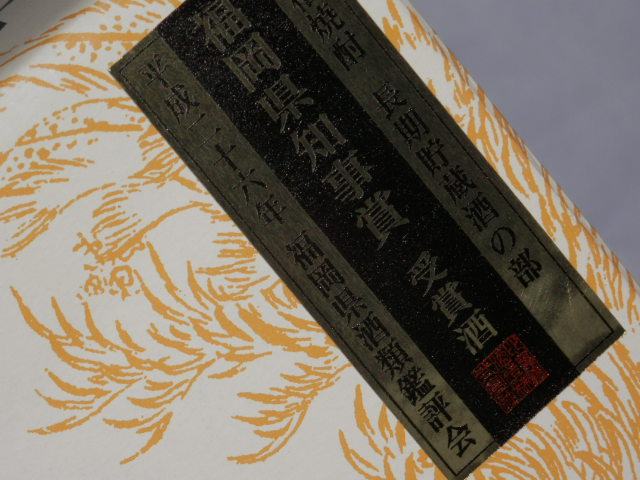 焼酎 長期貯蔵酒の部
福岡県知事賞 受賞酒
平成二十六年 福岡県酒類鑑評会